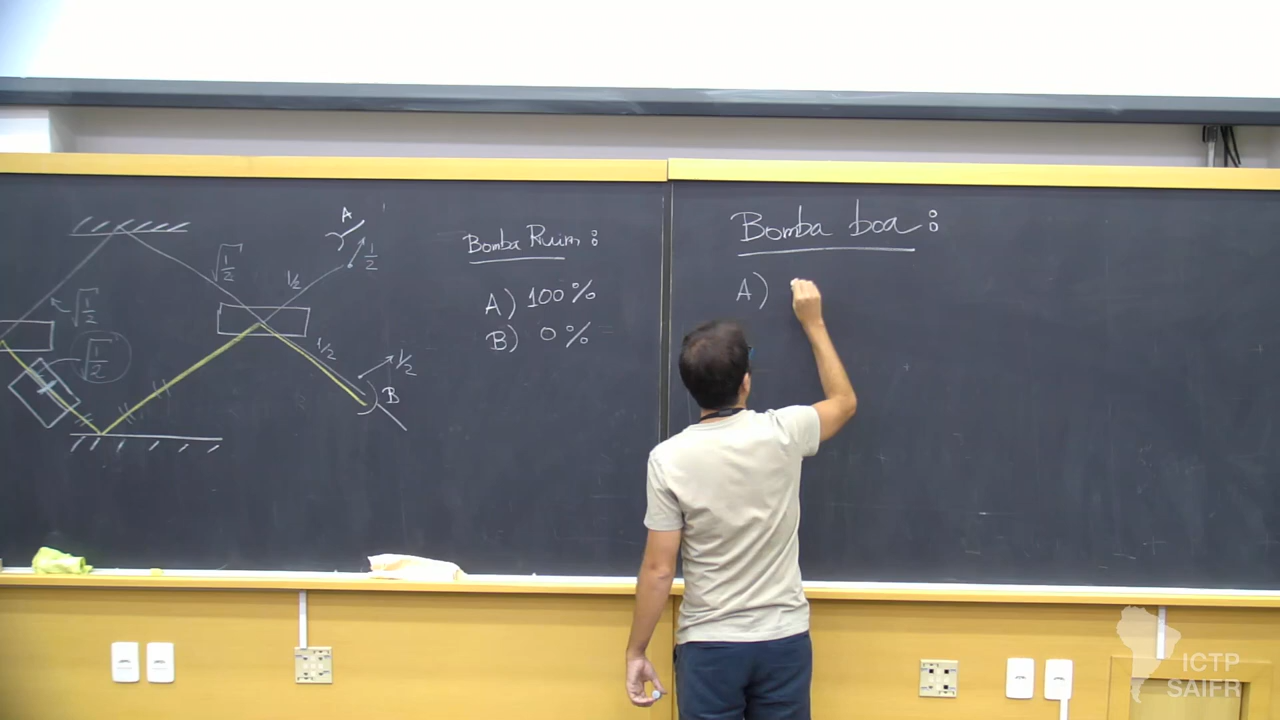 A
√1/2
1/2
1/2
√1/2
√1/2
1/2
1/2
B
Bomba Ruim:
A) 100%
B) 0%
Bomba boa:
A)
ICTP
SAIFR